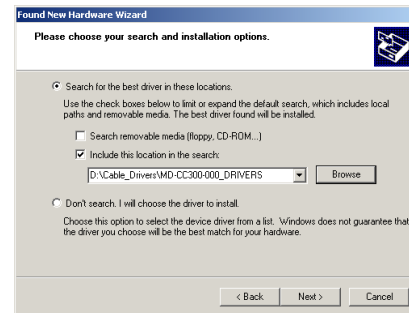 Found New Hardware Wizard
Please choose your search and installation options.
Search for the best driver in these locations.
Use the check boxes below to limit or expand the default search, which includes local
paths and removable media. The best driver found will be installed.
Search removable media (floppy, CD-ROM...)
Include this location in the search:
D:\Cable_Drivers\MD-CC300-000_DRIVERS
Browse
Don't search. I will choose the driver to install.
Choose this option to select the device driver from a list. Windows does not guarantee that
the driver you choose will be the best match for your hardware.
< Back
Next >
Cancel